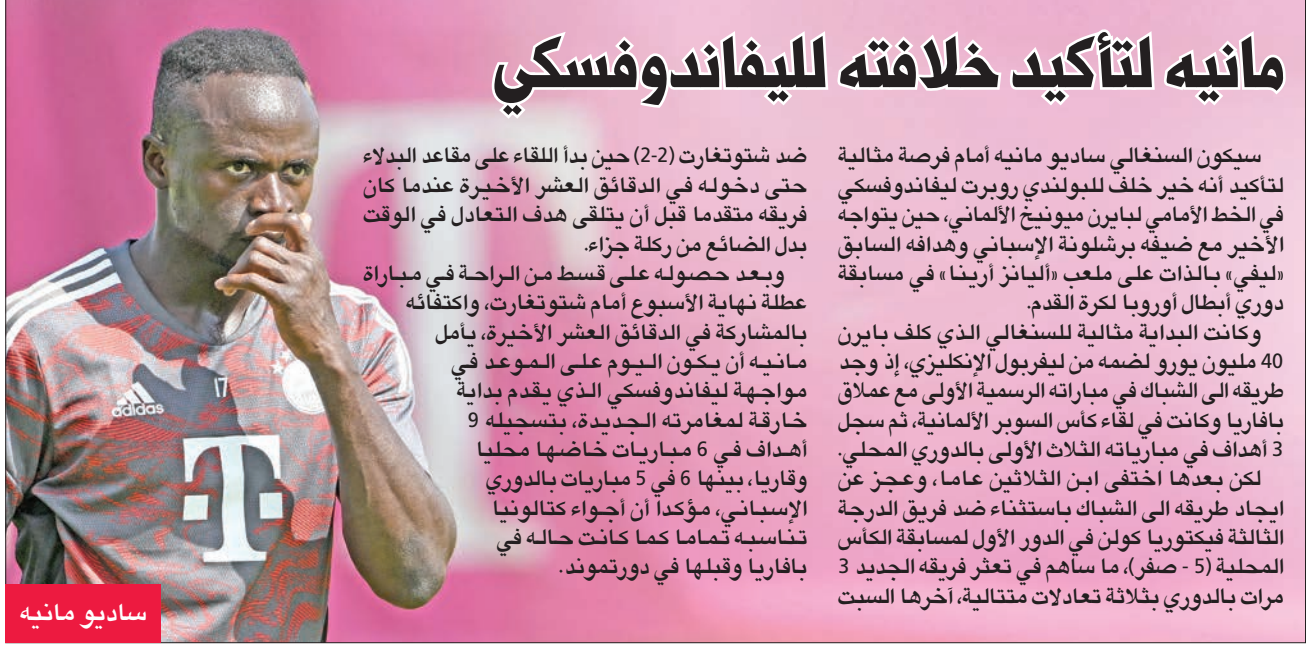 مانيه لتأكيد خلافته لليفاندوفسكي
سيكون السنغالي ساديو مانيه أمام فرصة مثالية
لتأكيد أنه خير خلف للبولندي روبرت ليفاندوفسكي
في الخط الأمامي لبايرن ميونيخ الألماني، حين يتواجه
الأخير مع ضيفه برشلونة الإسباني وهدافه السابق
«ليفي» بالذات على ملعب «أليانز أرينا» في مسابقة
دوري أبطال أوروبا لكرة القدم.
وكانت البداية مثالية للسنغالي الذي كلف بايرن
40 مليون يورو لضمه من ليفربول الإنكليزي، إذ وجد
طريقه الى الشباك في مباراته الرسمية الأولى مع عملاق
بافاريا وكانت في لقاء كأس السوبر الألمانية، ثم سجل
3 أهداف في مبارياته الثلاث الأولى بالدوري المحلي.
لكن بعدها اختفى ابن الثلاثين عاما، وعجز عن
ايجاد طريقه الى الشباك باستثناء ضد فريق الدرجة
الثالثة فيكتوريا كولن في الدور الأول لمسابقة الكأس
المحلية (5 - صفر)، ما ساهم في تعثر فريقه الجديد 3
مرات بالدوري بثلاثة تعادلات متتالية، آخرها السبت
ضد شتوتغارت (2-2) حين بدأ اللقاء على مقاعد البدلاء
حتى دخوله في الدقائق العشر الأخيرة عندما كان
فريقه متقدما قبل أن يتلقى هدف التعادل في الوقت
بدل الضائع من ركلة جزاء.
وبعد حصوله على قسط من الراحة في مباراة
عطلة نهاية الأسبوع أمام شتوتغارت، واكتفائه
بالمشاركة في الدقائق العشر الأخيرة، يأمل
مانيه أن يكون اليوم على الموعد في
مواجهة ليفاندوفسكي الذي يقدم بداية
خارقة لمغامرته الجديدة، بتسجيله 9
أهداف في 6 مباريات خاضها محليا
وقاريا، بينها 6 في 5 مباريات بالدوري
الإسباني، مؤكدا أن أجواء كتالونيا
تناسبه تماما كما كانت حاله في
بافاريا وقبلها في دورتموند.
adidas
17
T
ساديو مانيه